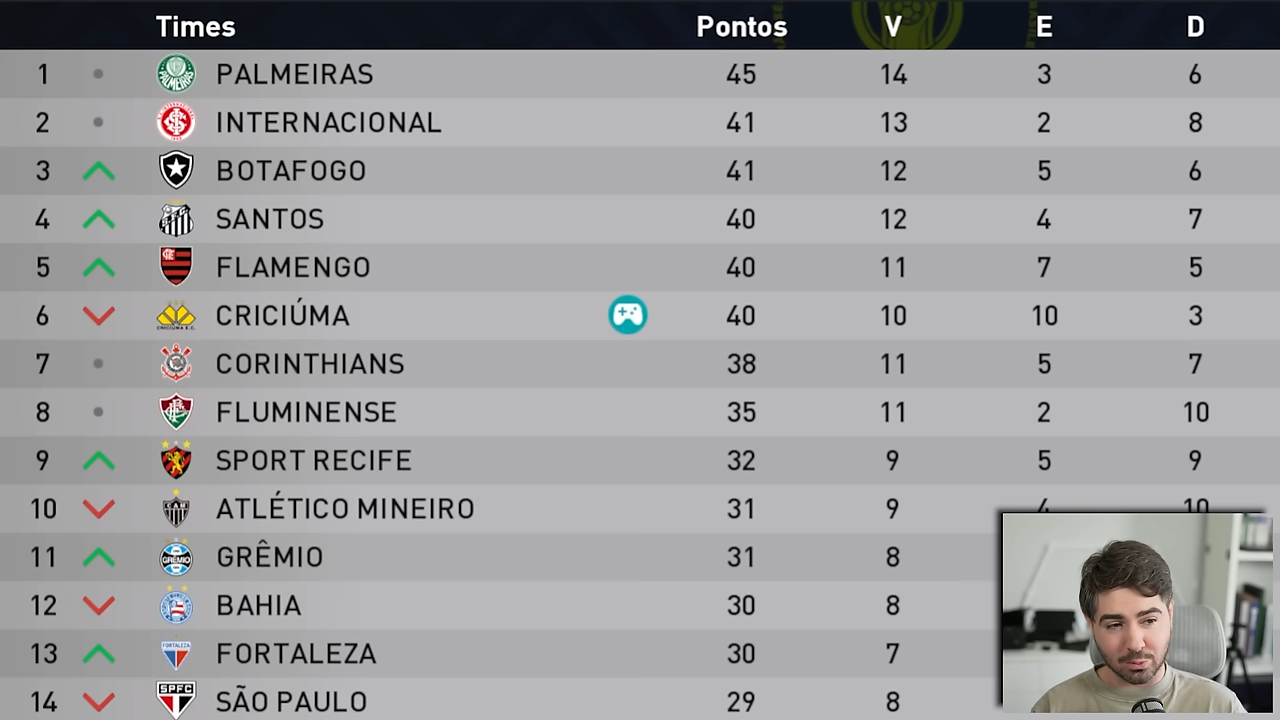 Times Pontos V E D
1 PALMEIRAS 45 14 3 6
2 INTERNACIONAL 41 13 2 8
3 BOTAFOGO 41 12 5 6
4 SANTOS 40 12 4 7
5 FLAMENGO 40 11 7 5
6 CRICIÚMA 40 10 10 3
7 CORINTHIANS 38 11 5 7
8 FLUMINENSE 35 11 2 10
9 SPORT RECIFE 32 9 5 9
10 ATLÉTICO MINEIRO 31 9 4 10
11 GRÊMIO 31 8
12 BAHIA 30 8
13 FORTALEZA 30 7
14 SÃO PAULO 29 8